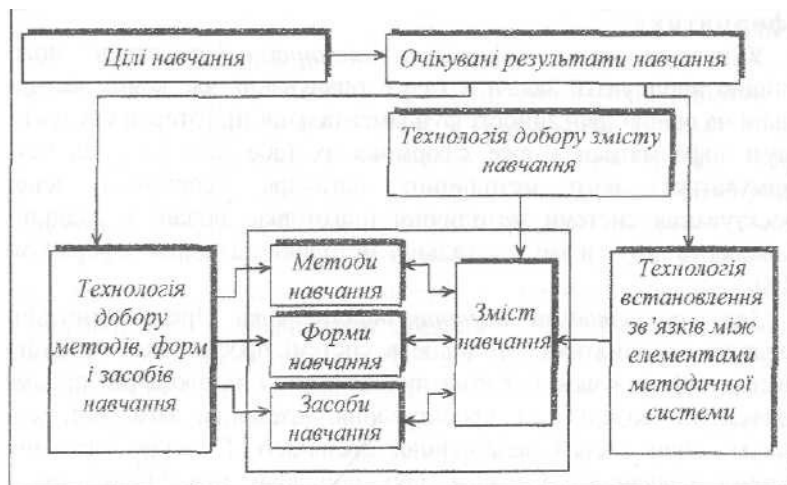 Цілі навчання
Очікувані результати навчання
Технологія добору змісту
навчання
Технологія
добору
методів, форм
і засобів
навчання
Методи
навчання
Форми
навчання
Засоби
навчання
Зміст
навчання
Технологія
встановлення
зв'язків між
елементами
методичної
системи